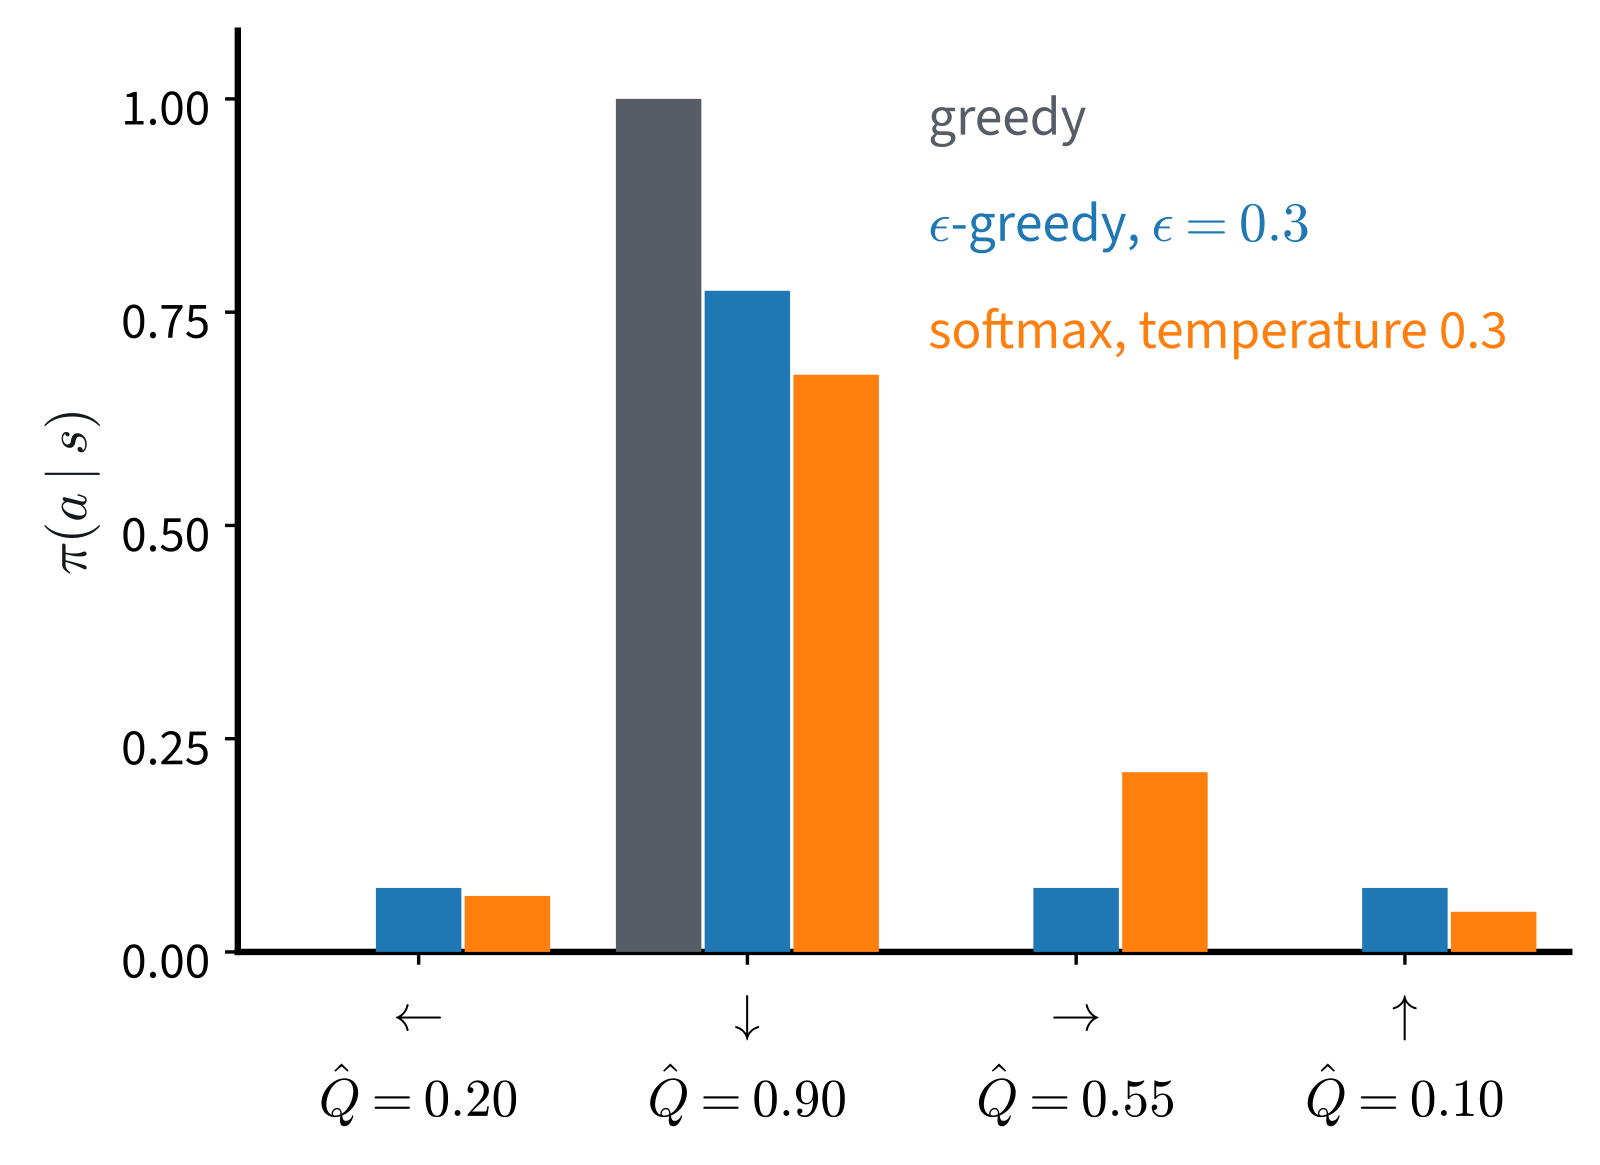 1.00
0.75
0.50
0.25
0.00
π(a | s)
greedy
ϵ-greedy, ϵ = 0.3
softmax, temperature 0.3
← ↓ → ↑
Q̂ = 0.20 Q̂ = 0.90 Q̂ = 0.55 Q̂ = 0.10